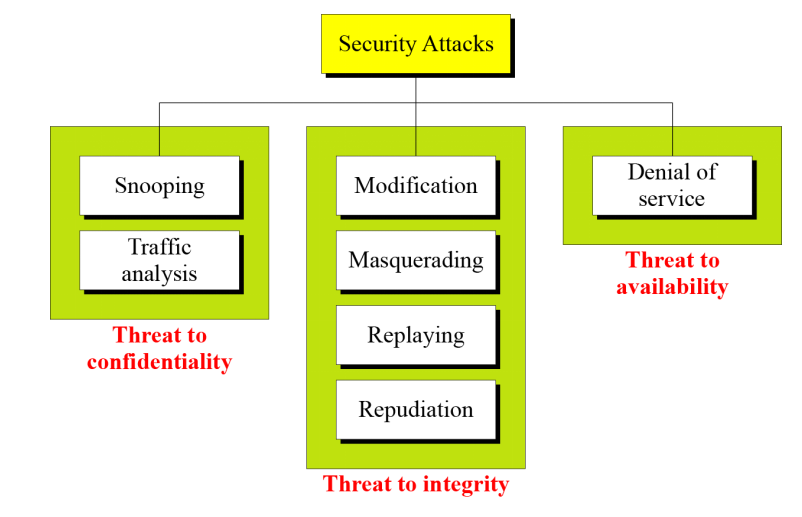 Security Attacks
Snooping
Traffic
analysis
Threat to
confidentiality
Modification
Masquerading
Replaying
Repudiation
Threat to integrity
Denial of
service
Threat to
availability